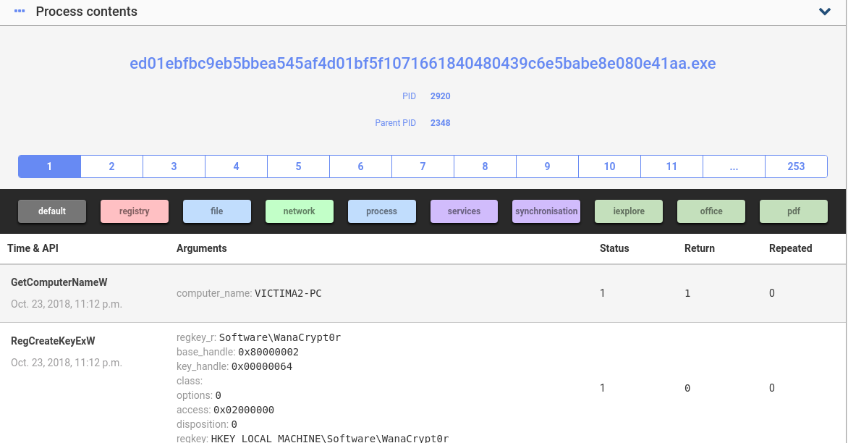 Process contents
ed01ebfbc9eb5bbea545af4d01bf5f1071661840480439c6e5babe8e080e41aa.exe
PID 2920
Parent PID 2348
1 2 3 4 5 6 7 8 9 10 11 ... 253
default registry file network process services synchronisation iexplore office pdf
Time & API Arguments Status Return Repeated
GetComputerNameW
Oct. 23, 2018, 11:12 p.m.
computer_name: VICTIMA2-PC
1 1 0
RegCreateKeyExW
Oct. 23, 2018, 11:12 p.m.
regkey_r: Software\WanaCrypt0r
base_handle: 0x80000002
key_handle: 0x00000064
class:
options: 0
access: 0x02000000
disposition: 0
regkey: HKEY_LOCAL_MACHINE\Software\WanaCrypt0r
1 0 0